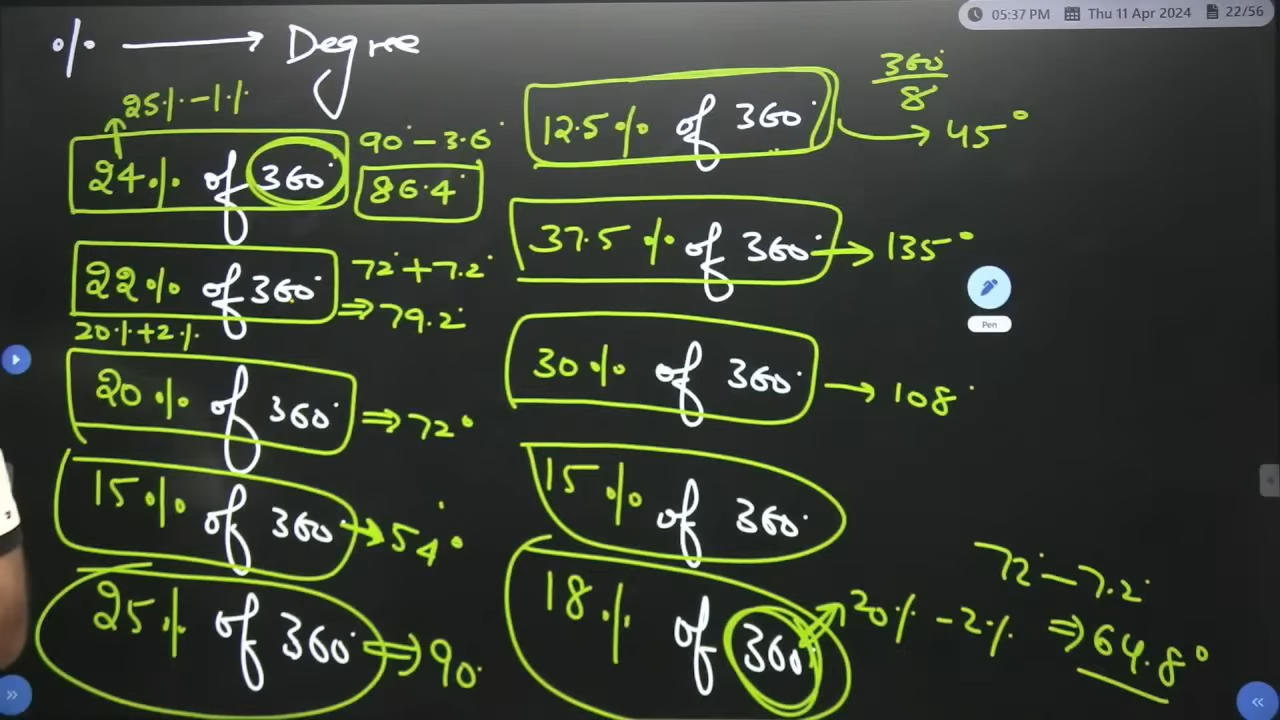 05:37 PM Thu 11 Apr 2024 22/56
% → Degree
25% - 1%
24% of 360°
90° - 3.6°
86.4°
22% of 360°
72° + 7.2°
⇒ 79.2°
20% + 2%
20% of 360° ⇒ 72°
15% of 360° → 54°
25% of 360° ⇒ 90°
12.5% of 360° → 45°
360°
8
37.5% of 360° → 135°
Pen
30% of 360° → 108°
15% of 360°
18% of 360° → 20% - 2% ⇒ 64.8°
72° - 7.2°